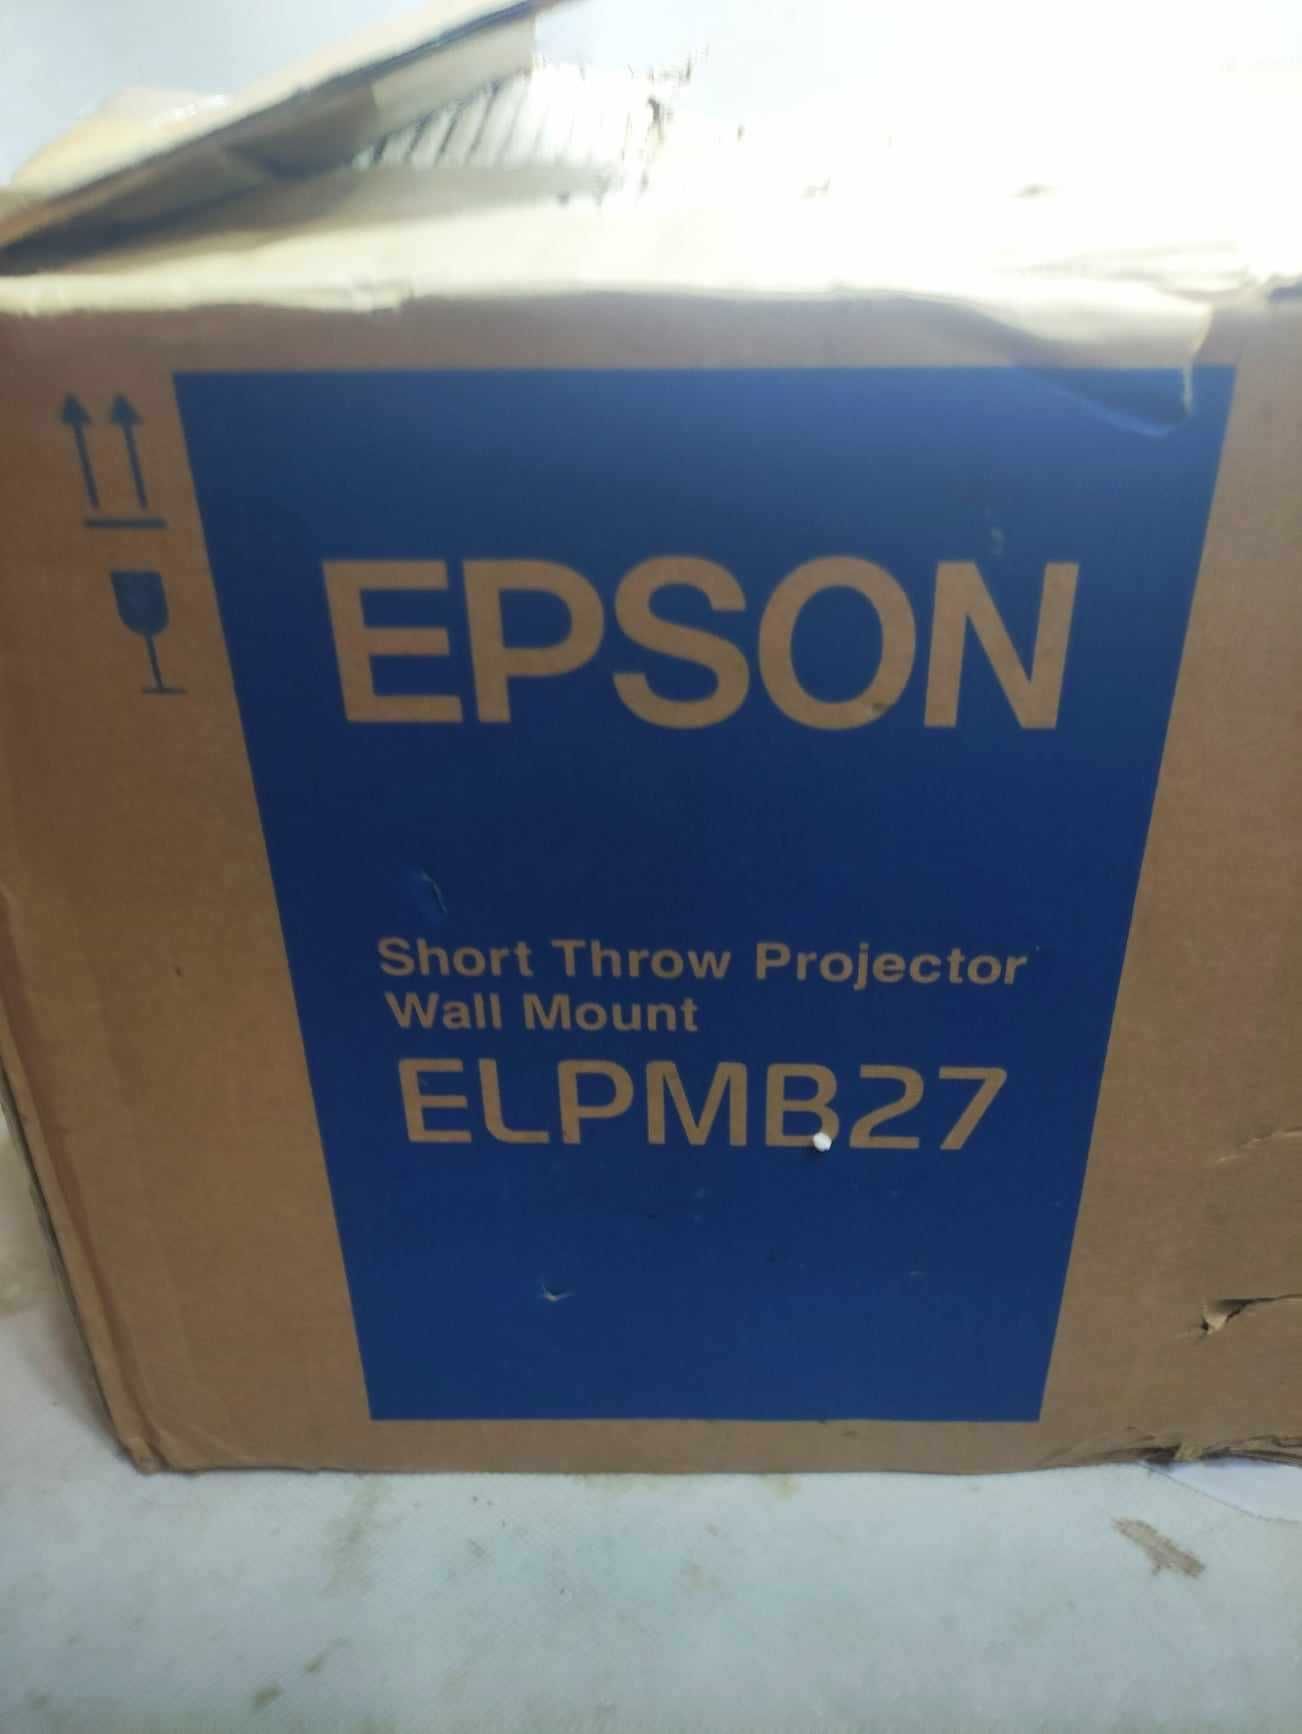 EPSON
Short Throw Projector
Wall Mount
ELPMB27